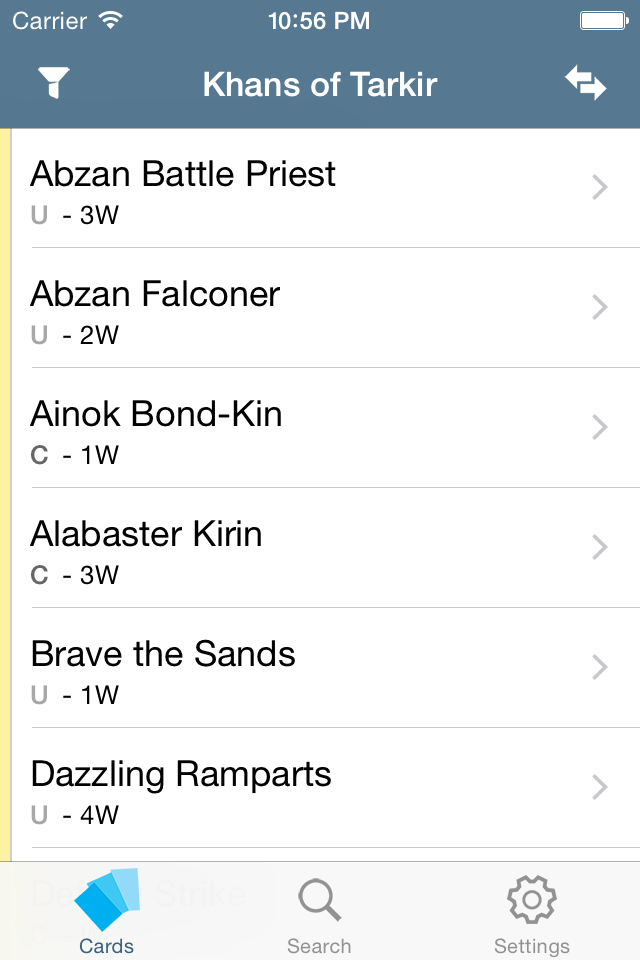 Carrier 10:56 PM
Khans of Tarkir
Abzan Battle Priest
U - 3W
Abzan Falconer
U - 2W
Ainok Bond-Kin
C - 1W
Alabaster Kirin
C - 3W
Brave the Sands
U - 1W
Dazzling Ramparts
U - 4W
Strike
Cards Search Settings